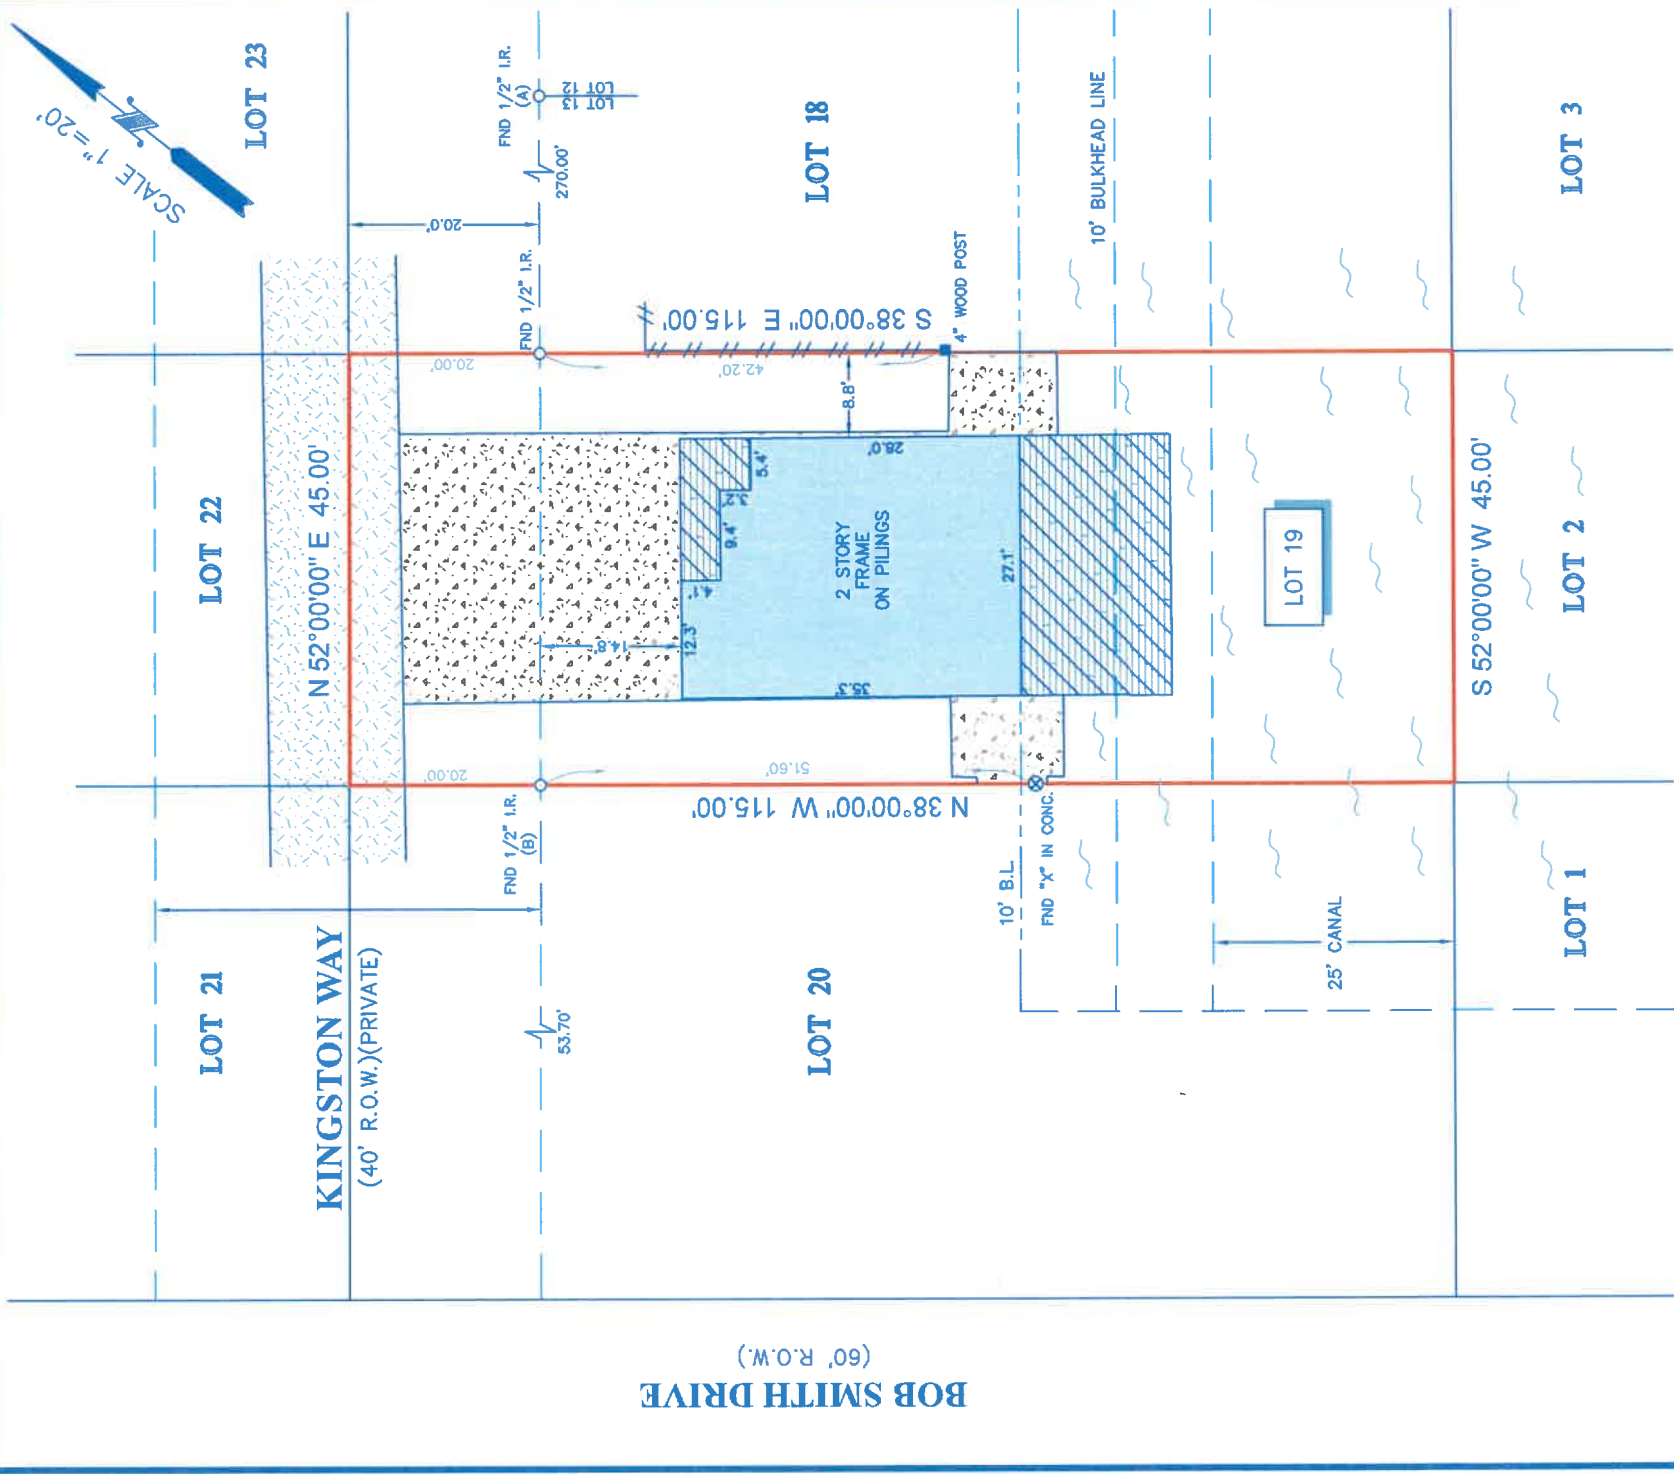 SCALE 1"=20'
LOT 23
LOT 22
LOT 21
KINGSTON WAY
(40' R.O.W.)(PRIVATE)
N 52°00'00" E 45.00'
FND 1/2" I.R.
(A)
LOT 13
LOT 12
270.00'
20.0'
FND 1/2" I.R.
20.00'
42.20'
S 38°00'00" E 115.00'
4" WOOD POST
LOT 18
10' BULKHEAD LINE
LOT 3
8.8'
28.0'
5.4'
3.2'
9.4'
4.1'
12.3'
14.8'
35.3'
27.1'
2 STORY
FRAME
ON PILINGS
LOT 19
S 52°00'00" W 45.00'
LOT 2
20.00'
51.60'
N 38°00'00" W 115.00'
FND 1/2" I.R.
(B)
53.70'
10' B.L.
FND "X" IN CONC.
LOT 20
25' CANAL
LOT 1
BOB SMITH DRIVE
(60' R.O.W.)